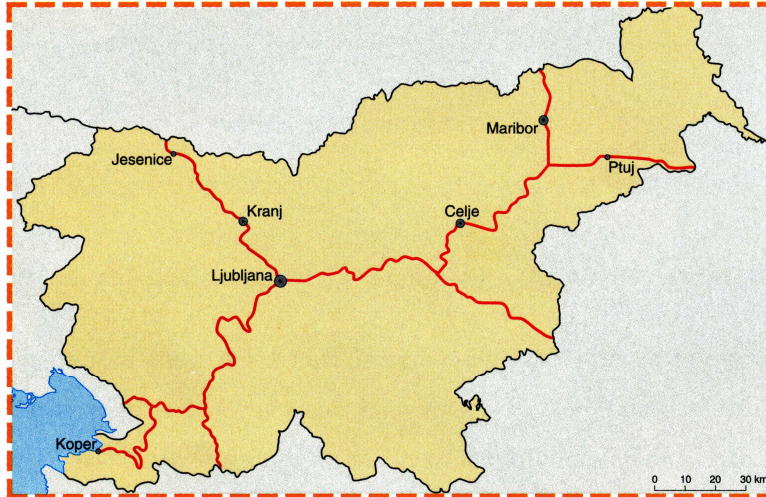 Maribor
Jesenice
Ptuj
Kranj
Celje
Ljubljana
Koper
0 10 20 30 km